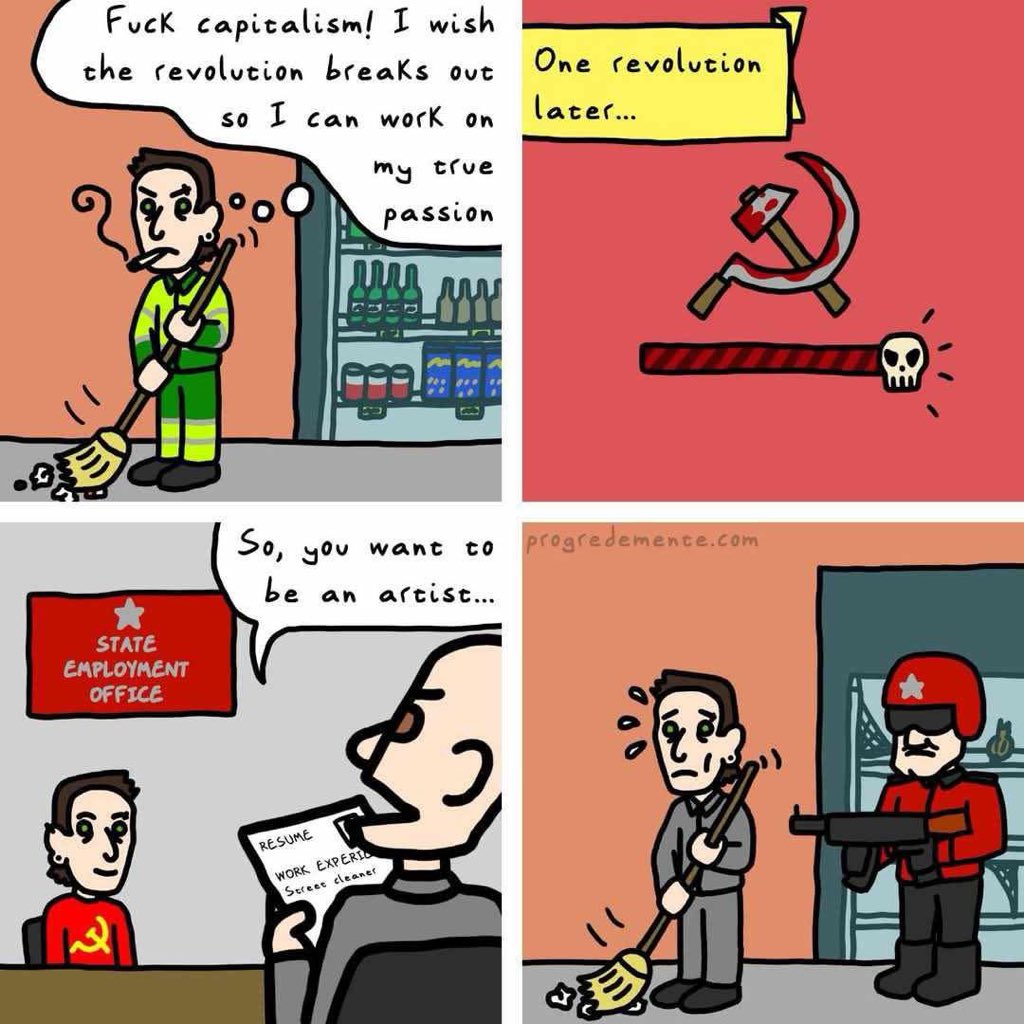 Fuck capitalism! I wish
the revolution breaks out
so I can work on
my true
passion
One revolution
later...
So, you want to
be an artist...
STATE
EMPLOYMENT
OFFICE
RESUME
WORK EXPERIE
Street cleaner
progredemente.com